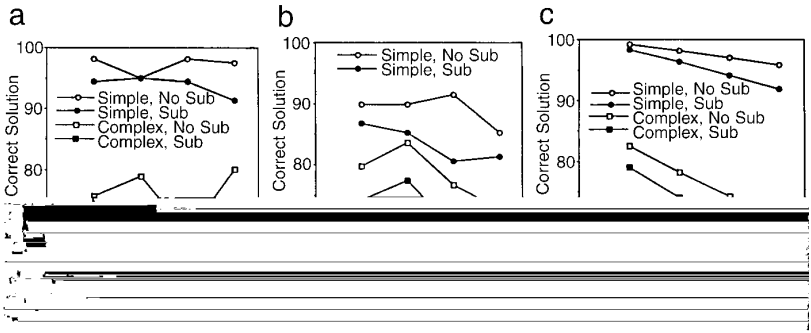 a
100
90
80
Correct Solution
Simple, No Sub
Simple, Sub
Complex, No Sub
Complex, Sub
b
100
90
80
Correct Solution
Simple, No Sub
Simple, Sub
c
100
90
80
Correct Solution
Simple, No Sub
Simple, Sub
Complex, No Sub
Complex, Sub